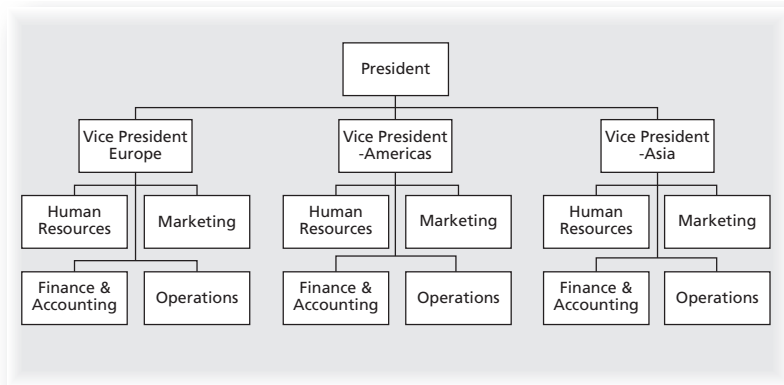 President
Vice President
Europe
Vice President
-Americas
Vice President
-Asia
Human
Resources
Marketing
Human
Resources
Marketing
Human
Resources
Marketing
Finance &
Accounting
Operations
Finance &
Accounting
Operations
Finance &
Accounting
Operations